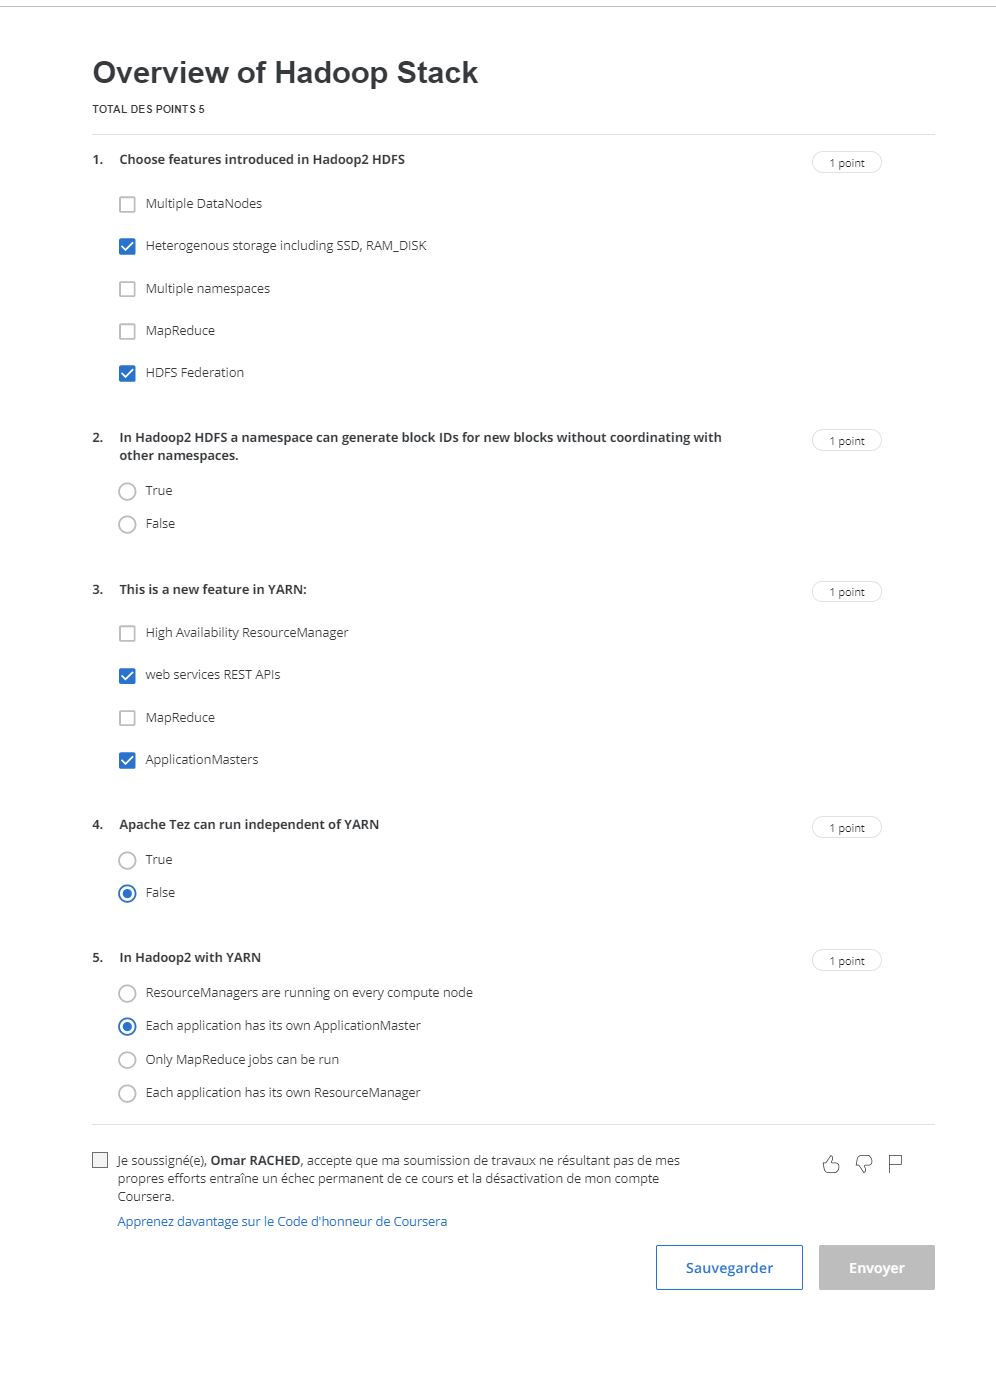 Overview of Hadoop Stack
TOTAL DES POINTS 5
1. Choose features introduced in Hadoop2 HDFS
1 point
Multiple DataNodes
Heterogenous storage including SSD, RAM_DISK
Multiple namespaces
MapReduce
HDFS Federation
2. In Hadoop2 HDFS a namespace can generate block IDs for new blocks without coordinating with
other namespaces.
1 point
True
False
3. This is a new feature in YARN:
1 point
High Availability ResourceManager
web services REST APIs
MapReduce
ApplicationMasters
4. Apache Tez can run independent of YARN
1 point
True
False
5. In Hadoop2 with YARN
1 point
ResourceManagers are running on every compute node
Each application has its own ApplicationMaster
Only MapReduce jobs can be run
Each application has its own ResourceManager
Je soussigné(e), Omar RACHED, accepte que ma soumission de travaux ne résultant pas de mes
propres efforts entraîne un échec permanent de ce cours et la désactivation de mon compte
Coursera.
Apprenez davantage sur le Code d'honneur de Coursera
Sauvegarder
Envoyer